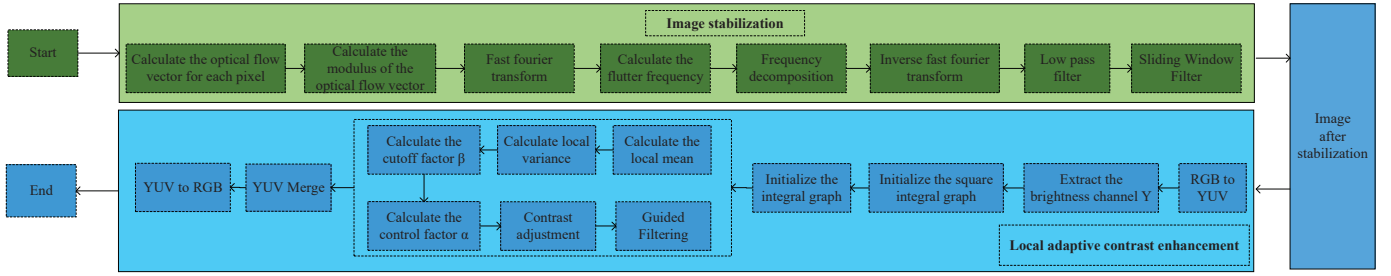 Image stabilization
Start
Calculate the optical flow
vector for each pixel
Calculate the
modulus of the
optical flow vector
Fast fourier
transform
Calculate the
flutter frequency
Frequency
decomposition
Inverse fast fourier
transform
Low pass
filter
Sliding Window
Filter
Image
after
stabilization
RGB to
YUV
Extract the
brightness channel Y
Initialize the square
integral graph
Initialize the
integral graph
Calculate the
local mean
Calculate local
variance
Calculate the
cutoff factor β
Calculate the
control factor α
Contrast
adjustment
Guided
Filtering
YUV Merge
YUV to RGB
End
Local adaptive contrast enhancement